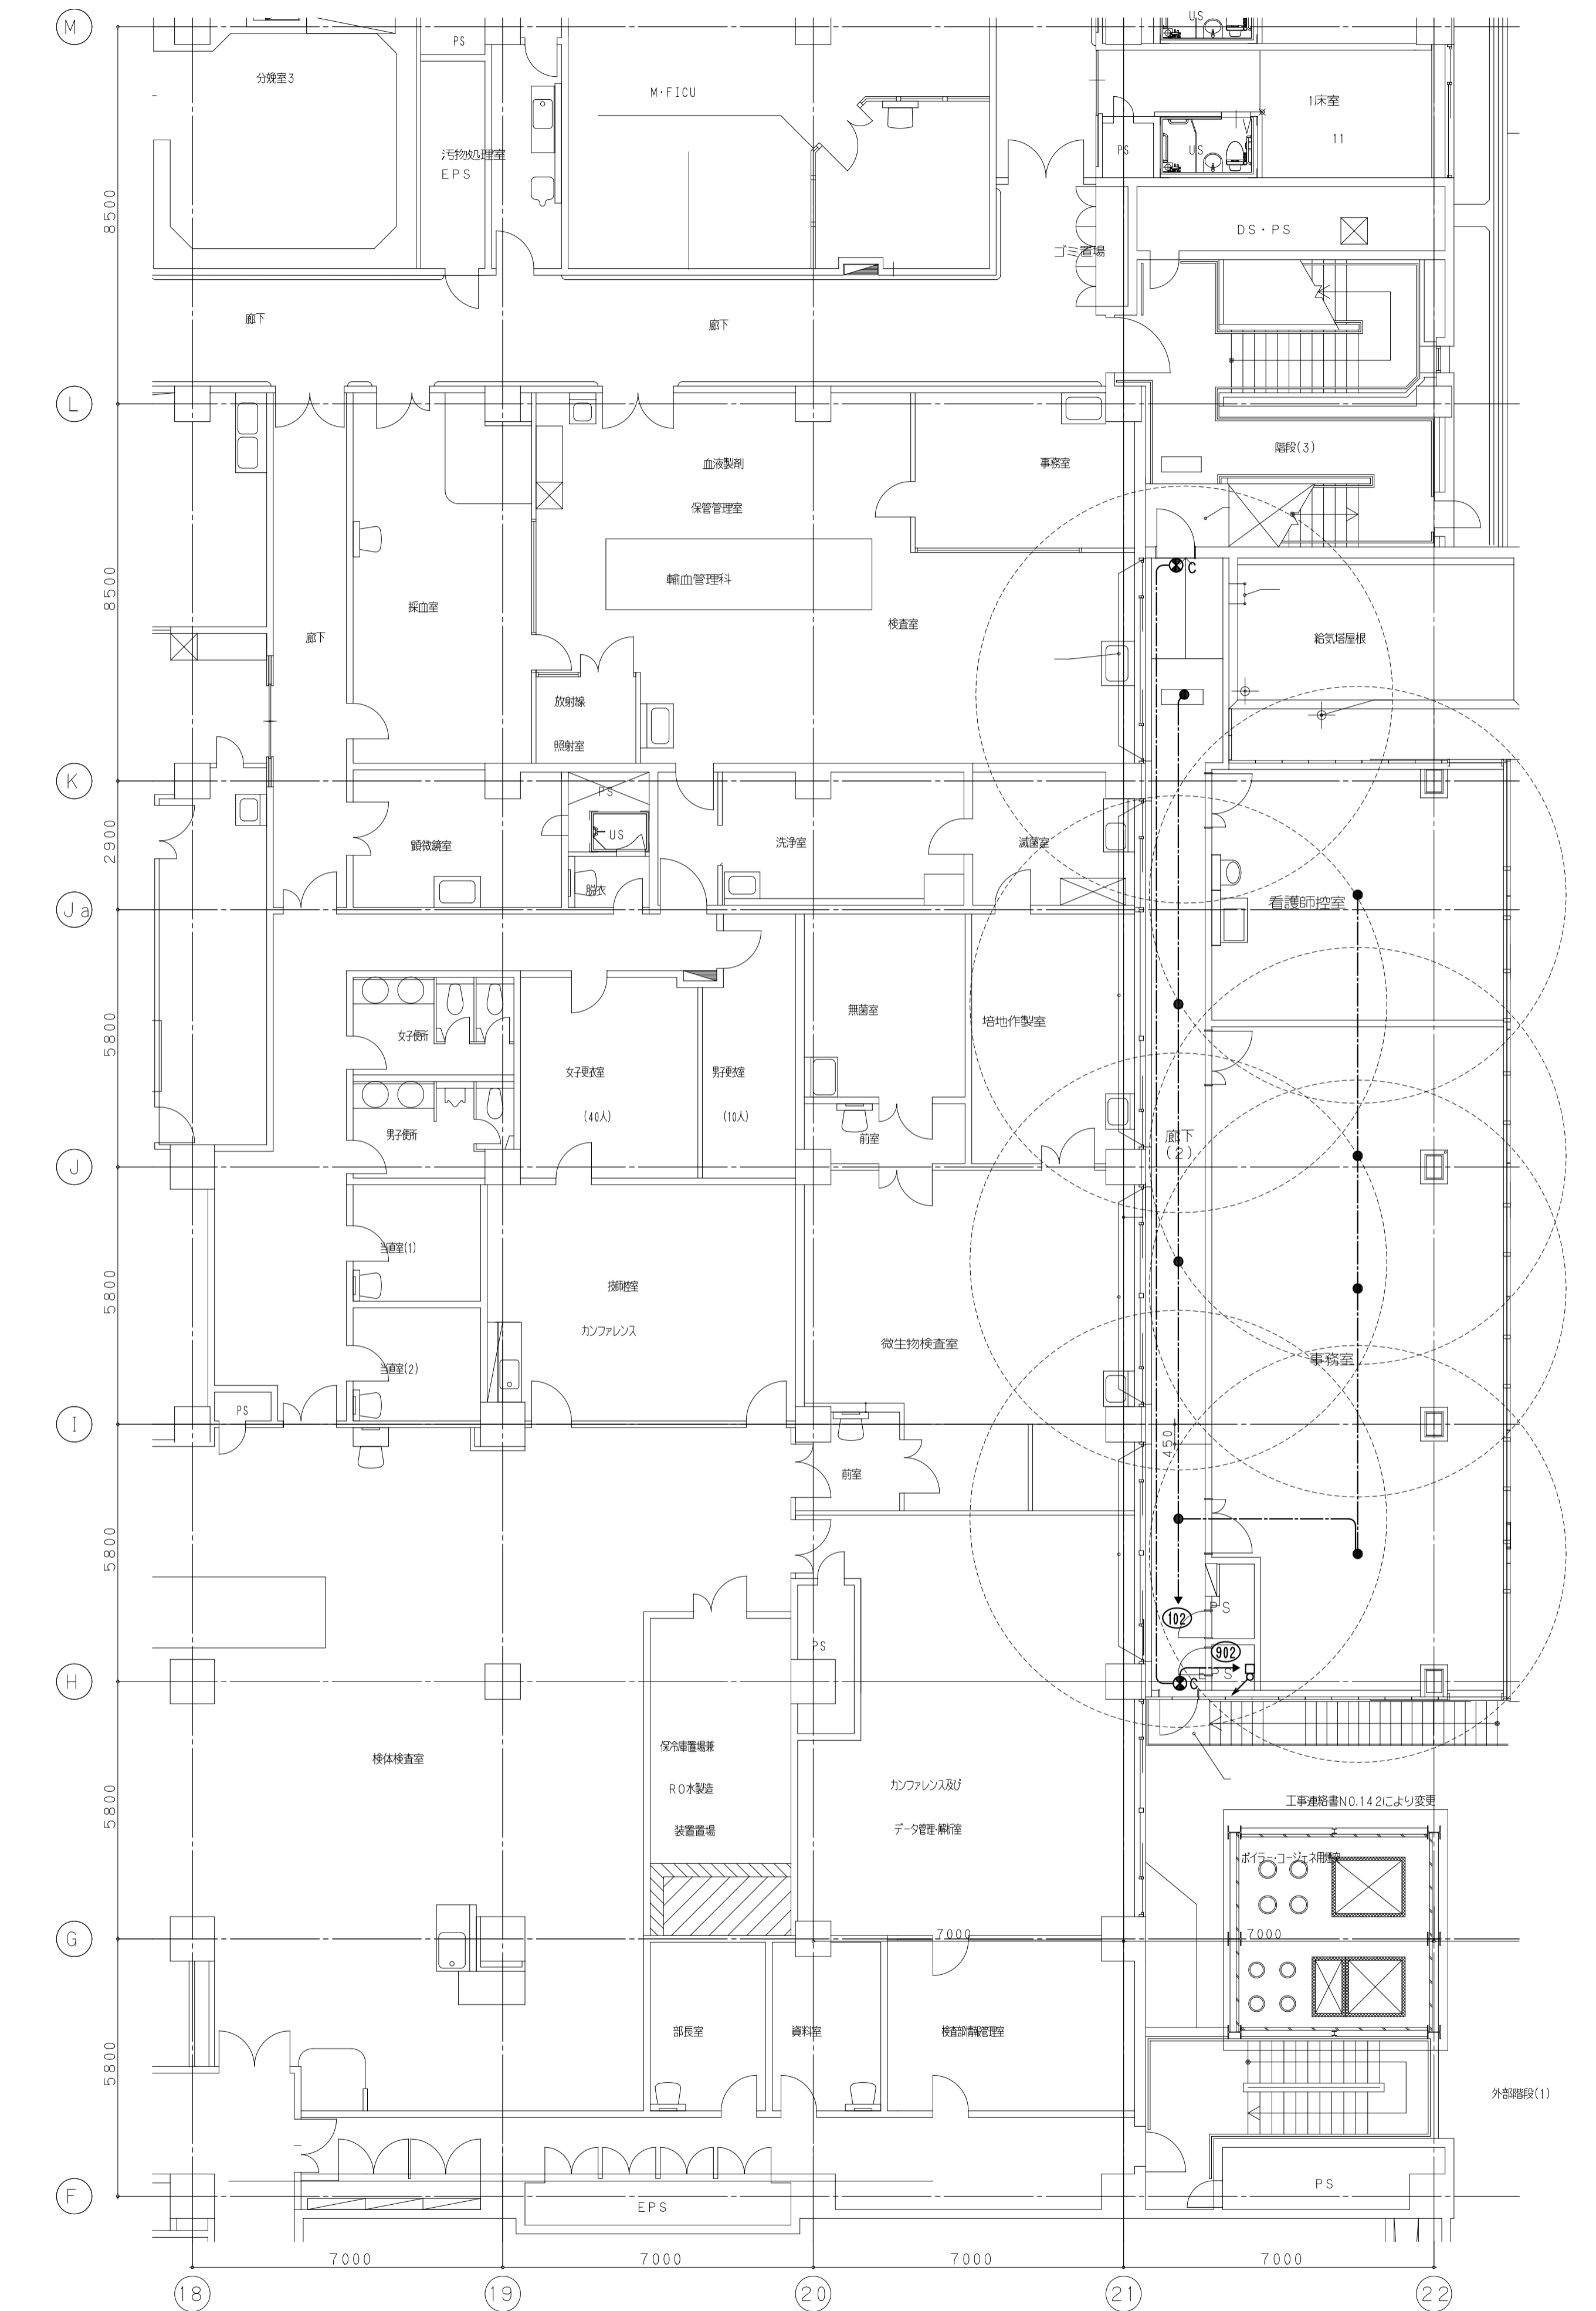 M
US
PS
分娩室3
M・FICU
1床室
11
汚物処理室
EPS
PS
US
8500
DS・PS
ゴミ置場
廊下
廊下
L
階段(3)
血液製剤
保管管理室
事務室
C
輸血管理科
8500
採血室
検査室
廊下
給気塔屋根
放射線
照射室
K
PS
US
2900
顕微鏡室
洗浄室
滅菌室
脱衣
看護師控室
Ja
無菌室
培地作製室
5800
女子便所
女子更衣室
男子更衣室
(40人)
(10人)
男子便所
前室
廊下
(2)
J
当直室(1)
技師控室
5800
カンファレンス
微生物検査室
事務室
当直室(2)
PS
I
450
前室
5800
PS
102
PS
902
H
EPS
C
保冷庫置場兼
検体検査室
RO水製造
カンファレンス及び
5800
工事連絡書NO.142により変更
装置置場
データ管理・解析室
ボイラー・コージェネ用煙突
G
7000
7000
部長室
資料室
検査部情報管理室
5800
外部階段(1)
PS
F
EPS
7000
7000
7000
7000
18
19
20
21
22